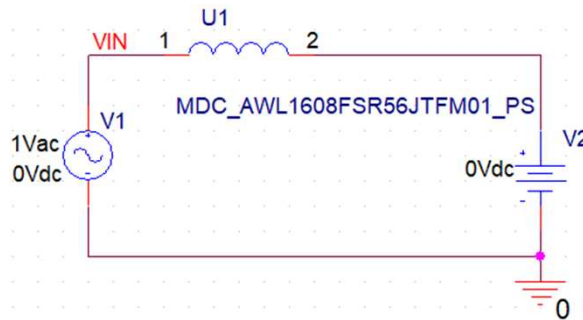 U1
VIN 1 2
V1
MDC_AWL1608FSR56JTFM01_PS
1Vac
0Vdc
V2
0Vdc
0